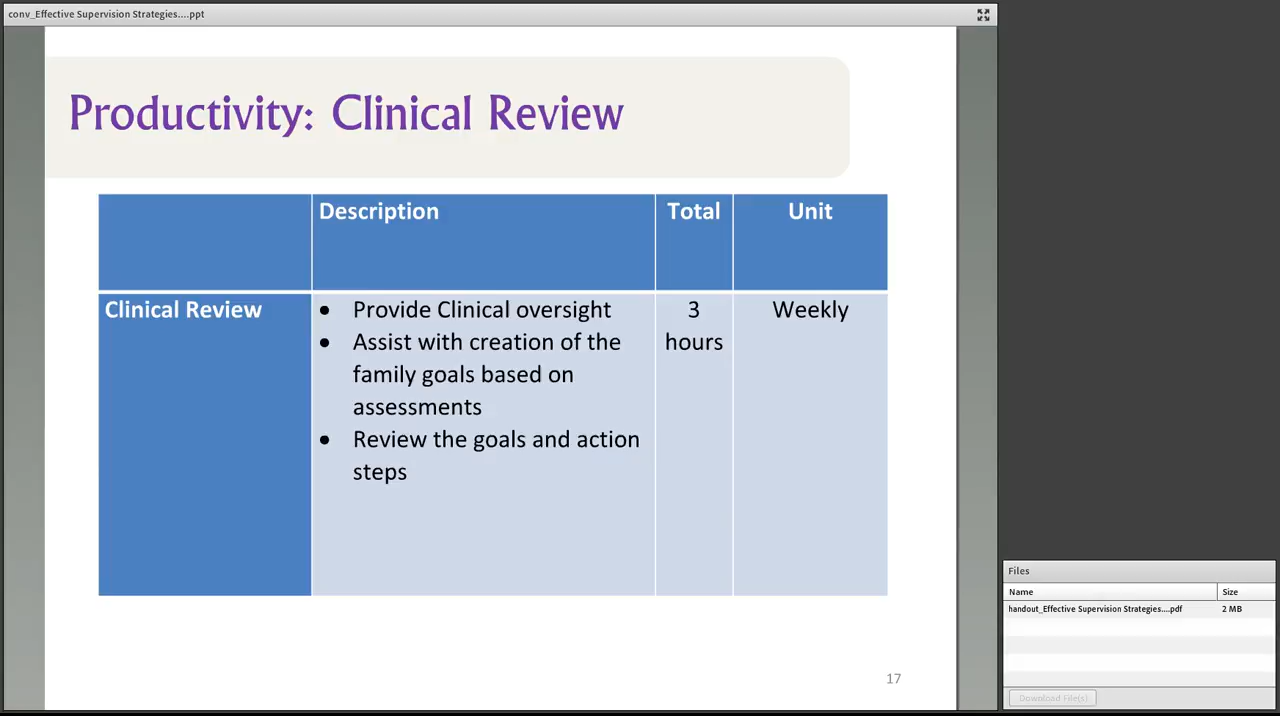 conv_Effective Supervision Strategies....ppt
Productivity: Clinical Review
Description
Total
Unit
Clinical Review
• Provide Clinical oversight
• Assist with creation of the
family goals based on
assessments
• Review the goals and action
steps
3
hours
Weekly
17
Files
Name
Size
handout_Effective Supervision Strategies....pdf
2 MB
Download File(s)